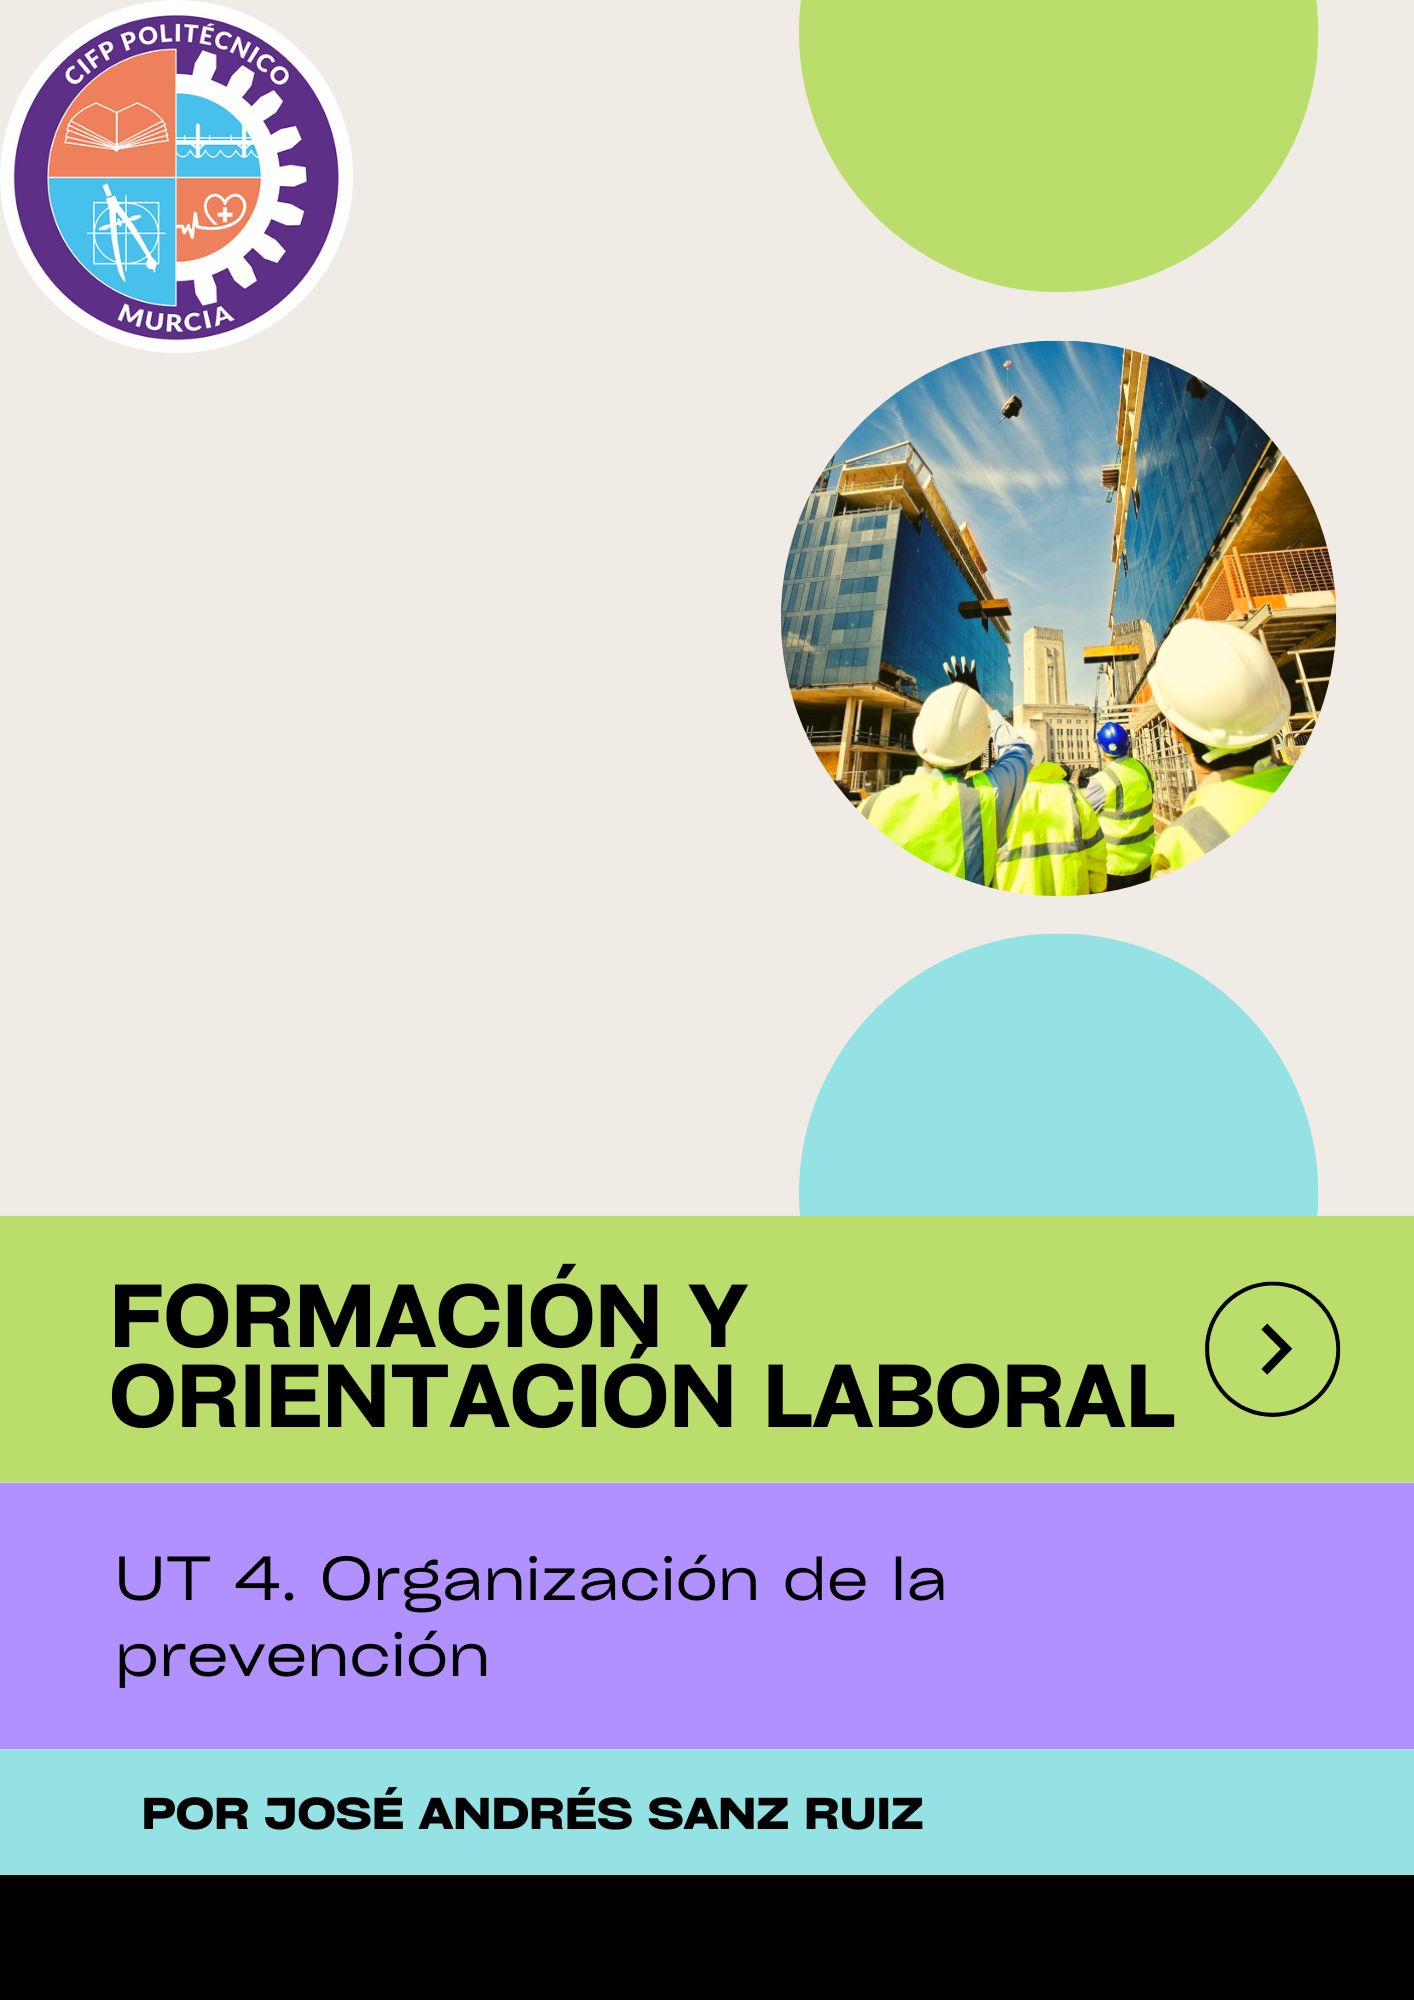 CIFP POLITÉCNICO
MURCIA
FORMACIÓN Y
ORIENTACIÓN LABORAL
UT 4. Organización de la
prevención
POR JOSÉ ANDRÉS SANZ RUIZ